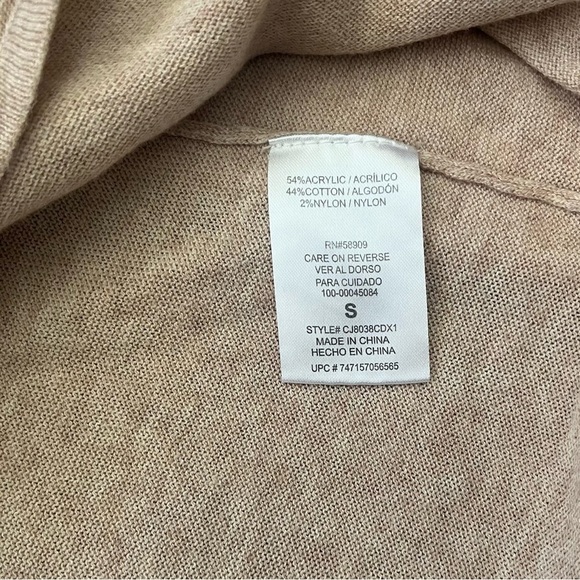 54%ACRYLIC / ACRÍLICO
44%COTTON / ALGODÓN
2%NYLON / NYLON
RN#58909
CARE ON REVERSE
VER AL DORSO
PARA CUIDADO
100-00045084
S
STYLE# CJ8038CDX1
MADE IN CHINA
HECHO EN CHINA
UPC # 747157056565